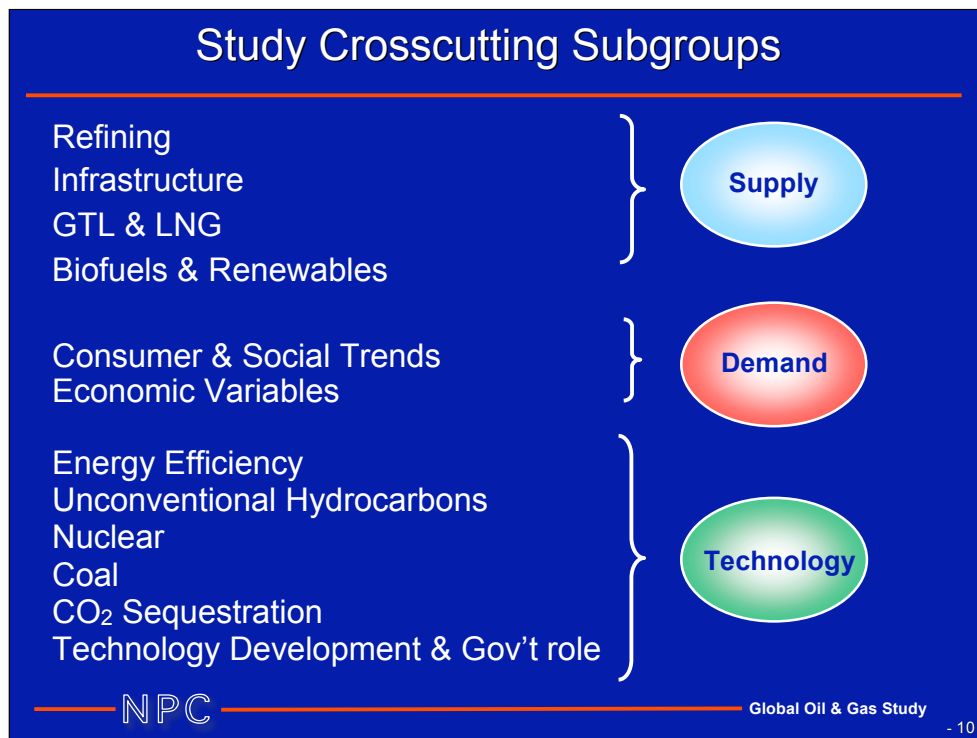 Study Crosscutting Subgroups
Refining
Infrastructure
GTL & LNG
Biofuels & Renewables
Supply
Consumer & Social Trends
Economic Variables
Demand
Energy Efficiency
Unconventional Hydrocarbons
Nuclear
Coal
CO₂ Sequestration
Technology Development & Gov’t role
Technology
NPC
Global Oil & Gas Study
- 10